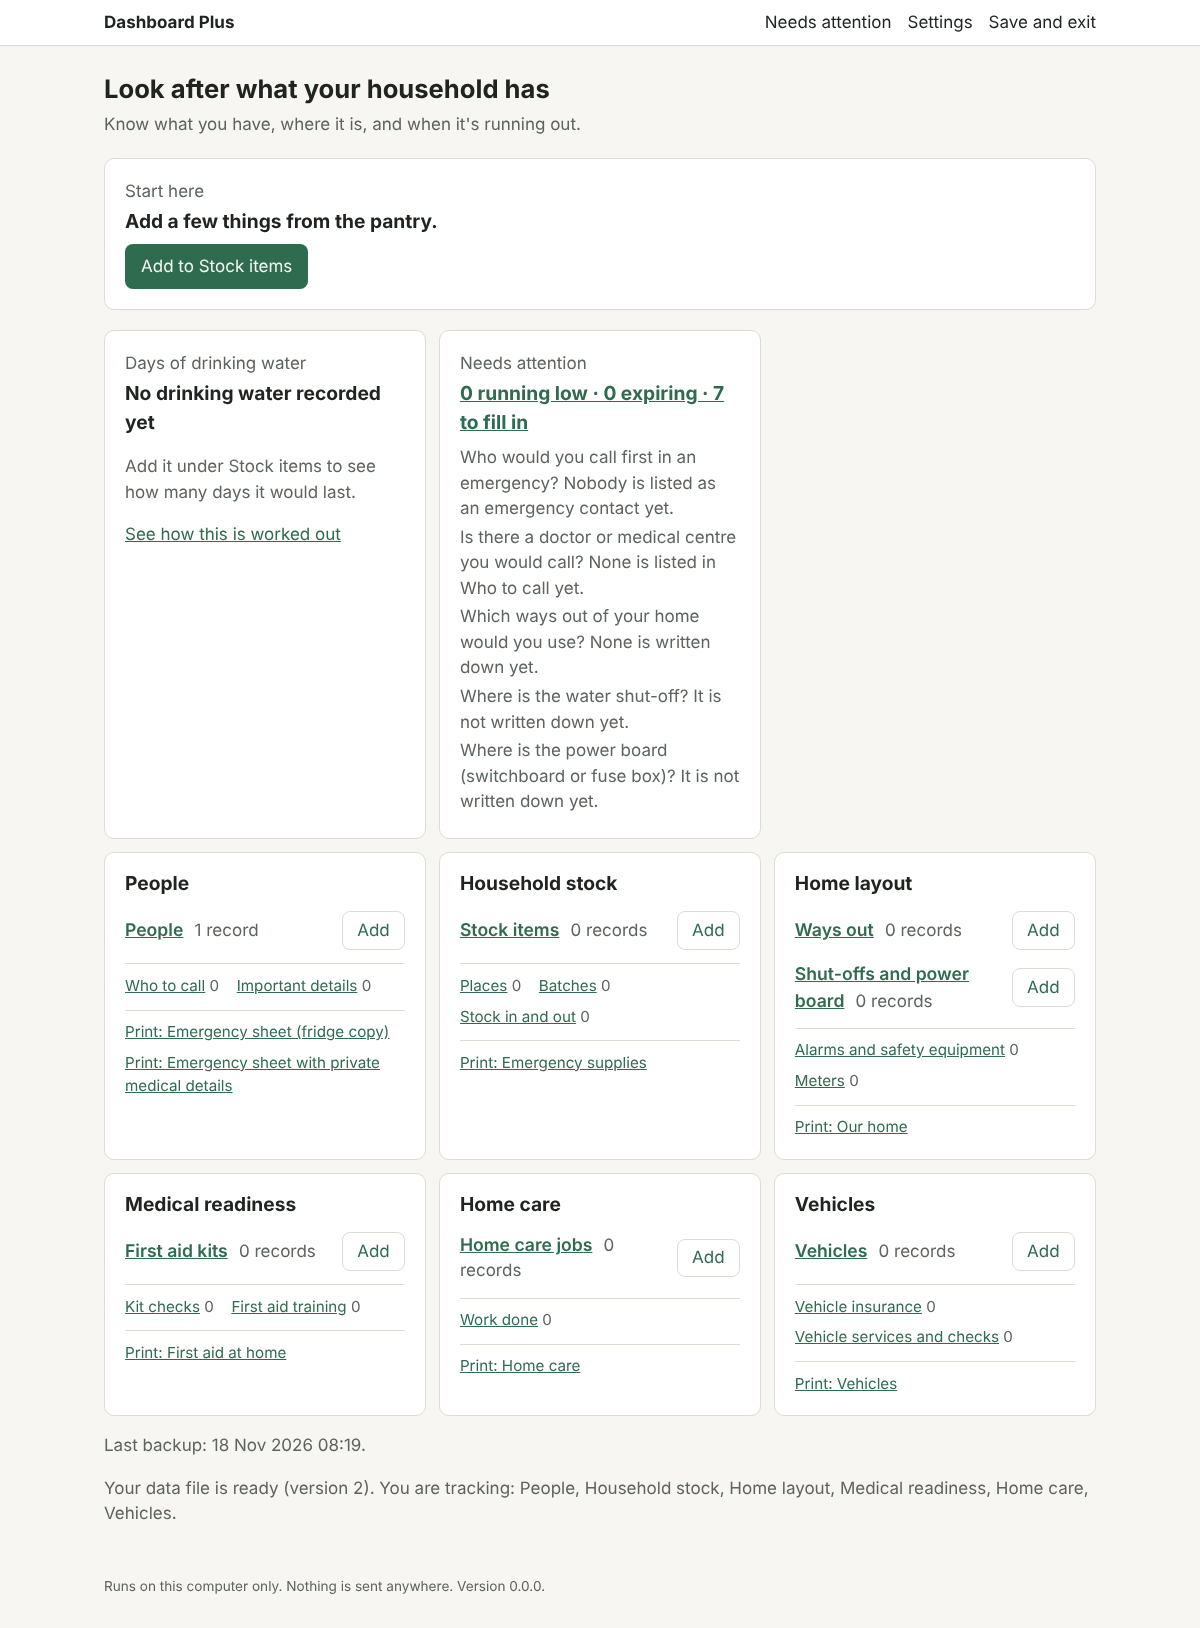 Dashboard Plus
Needs attention Settings Save and exit
Look after what your household has
Know what you have, where it is, and when it's running out.
Start here
Add a few things from the pantry.
Add to Stock items
Days of drinking water
No drinking water recorded
yet
Add it under Stock items to see
how many days it would last.
See how this is worked out
Needs attention
0 running low · 0 expiring · 7
to fill in
Who would you call first in an
emergency? Nobody is listed as
an emergency contact yet.
Is there a doctor or medical centre
you would call? None is listed in
Who to call yet.
Which ways out of your home
would you use? None is written
down yet.
Where is the water shut-off? It is
not written down yet.
Where is the power board
(switchboard or fuse box)? It is not
written down yet.
People
People 1 record Add
Who to call 0 Important details 0
Print: Emergency sheet (fridge copy)
Print: Emergency sheet with private
medical details
Household stock
Stock items 0 records Add
Places 0 Batches 0
Stock in and out 0
Print: Emergency supplies
Home layout
Ways out 0 records Add
Shut-offs and power
board 0 records Add
Alarms and safety equipment 0
Meters 0
Print: Our home
Medical readiness
First aid kits 0 records Add
Kit checks 0 First aid training 0
Print: First aid at home
Home care
Home care jobs 0
records Add
Work done 0
Print: Home care
Vehicles
Vehicles 0 records Add
Vehicle insurance 0
Vehicle services and checks 0
Print: Vehicles
Last backup: 18 Nov 2026 08:19.
Your data file is ready (version 2). You are tracking: People, Household stock, Home layout, Medical readiness, Home care,
Vehicles.
Runs on this computer only. Nothing is sent anywhere. Version 0.0.0.